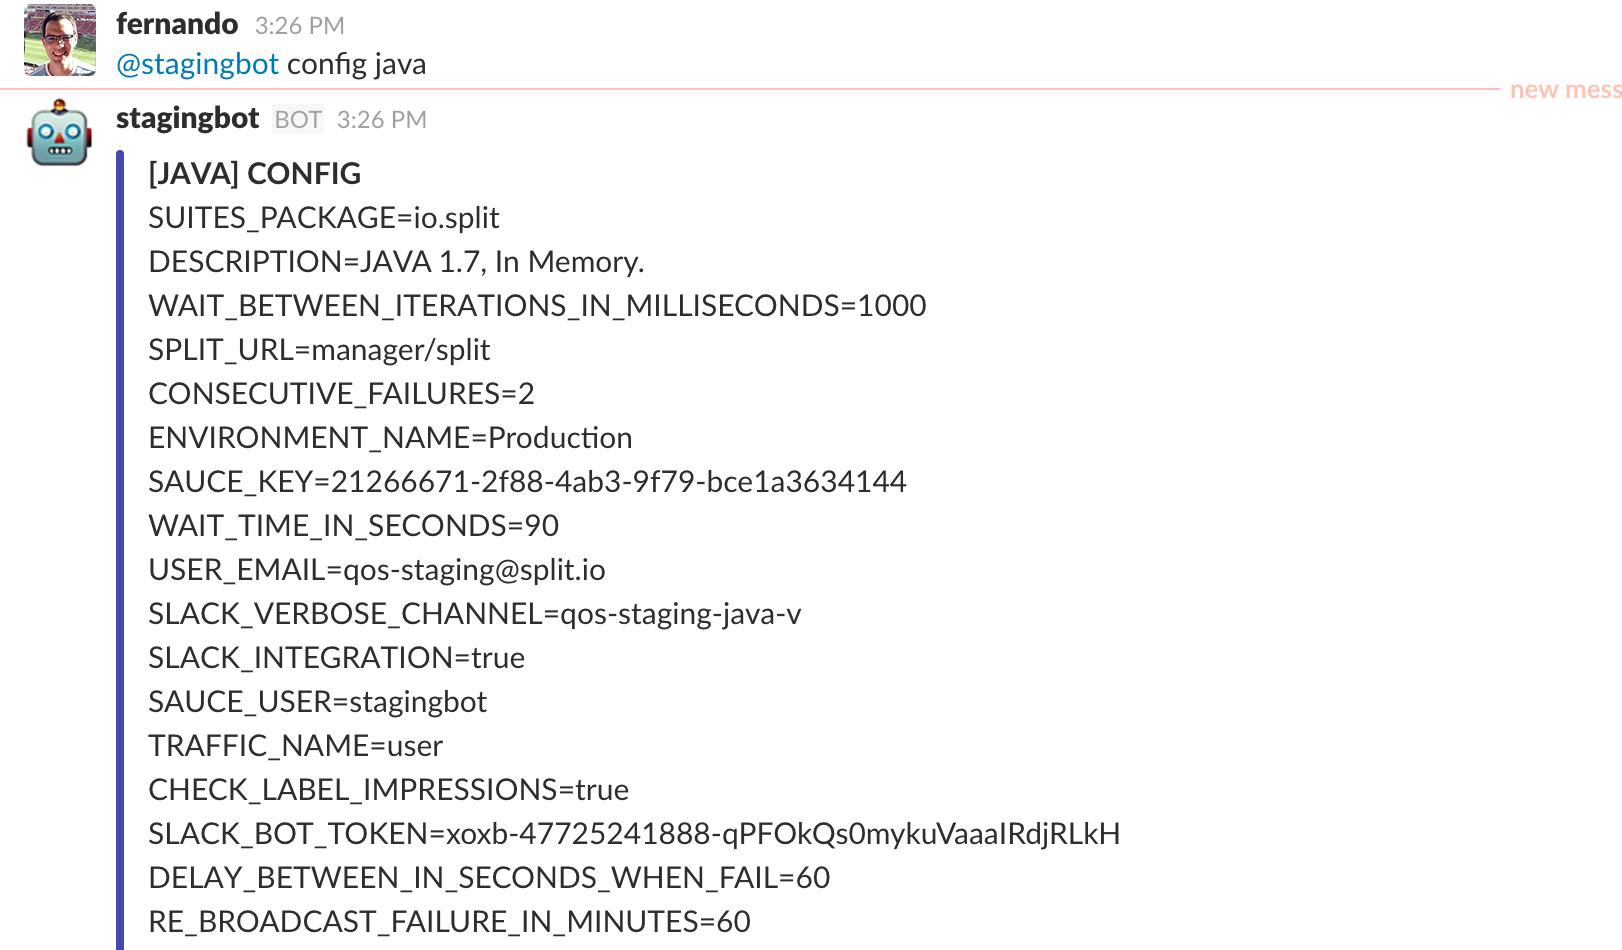 fernando 3:26 PM
@stagingbot config java
new mess
stagingbot BOT 3:26 PM
[JAVA] CONFIG
SUITES_PACKAGE=io.split
DESCRIPTION=JAVA 1.7, In Memory.
WAIT_BETWEEN_ITERATIONS_IN_MILLISECONDS=1000
SPLIT_URL=manager/split
CONSECUTIVE_FAILURES=2
ENVIRONMENT_NAME=Production
SAUCE_KEY=21266671-2f88-4ab3-9f79-bce1a3634144
WAIT_TIME_IN_SECONDS=90
USER_EMAIL=qos-staging@split.io
SLACK_VERBOSE_CHANNEL=qos-staging-java-v
SLACK_INTEGRATION=true
SAUCE_USER=stagingbot
TRAFFIC_NAME=user
CHECK_LABEL_IMPRESSIONS=true
SLACK_BOT_TOKEN=xoxb-47725241888-qPFOkQs0mykuVaaaIRdjRLkH
DELAY_BETWEEN_IN_SECONDS_WHEN_FAIL=60
RE_BROADCAST_FAILURE_IN_MINUTES=60